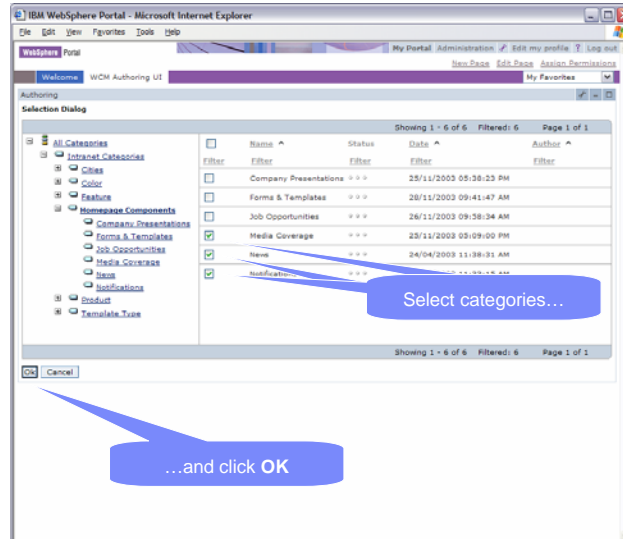 IBM WebSphere Portal - Microsoft Internet Explorer
File Edit View Favorites Tools Help
WebSphere Portal
My Portal Administration Edit my profile ? Log out
New Page Edit Page Assign Permissions
Welcome WCM Authoring UI My Favorites
Authoring
Selection Dialog
Showing 1 - 6 of 6 Filtered: 6 Page 1 of 1
All Categories
Intranet Categories
Cities
Color
Feature
Homepage Components
Company Presentations
Forms & Templates
Job Opportunities
Media Coverage
News
Notifications
Product
Template Type
Name Status Date Author
Filter Filter Filter Filter Filter
Company Presentations 25/11/2003 05:38:23 PM
Forms & Templates 28/11/2003 09:41:47 AM
Job Opportunities 26/11/2003 09:58:34 AM
Media Coverage 25/11/2003 05:09:00 PM
News 24/04/2003 11:38:31 AM
Notifications
Select categories…
Showing 1 - 6 of 6 Filtered: 6 Page 1 of 1
Ok Cancel
…and click OK